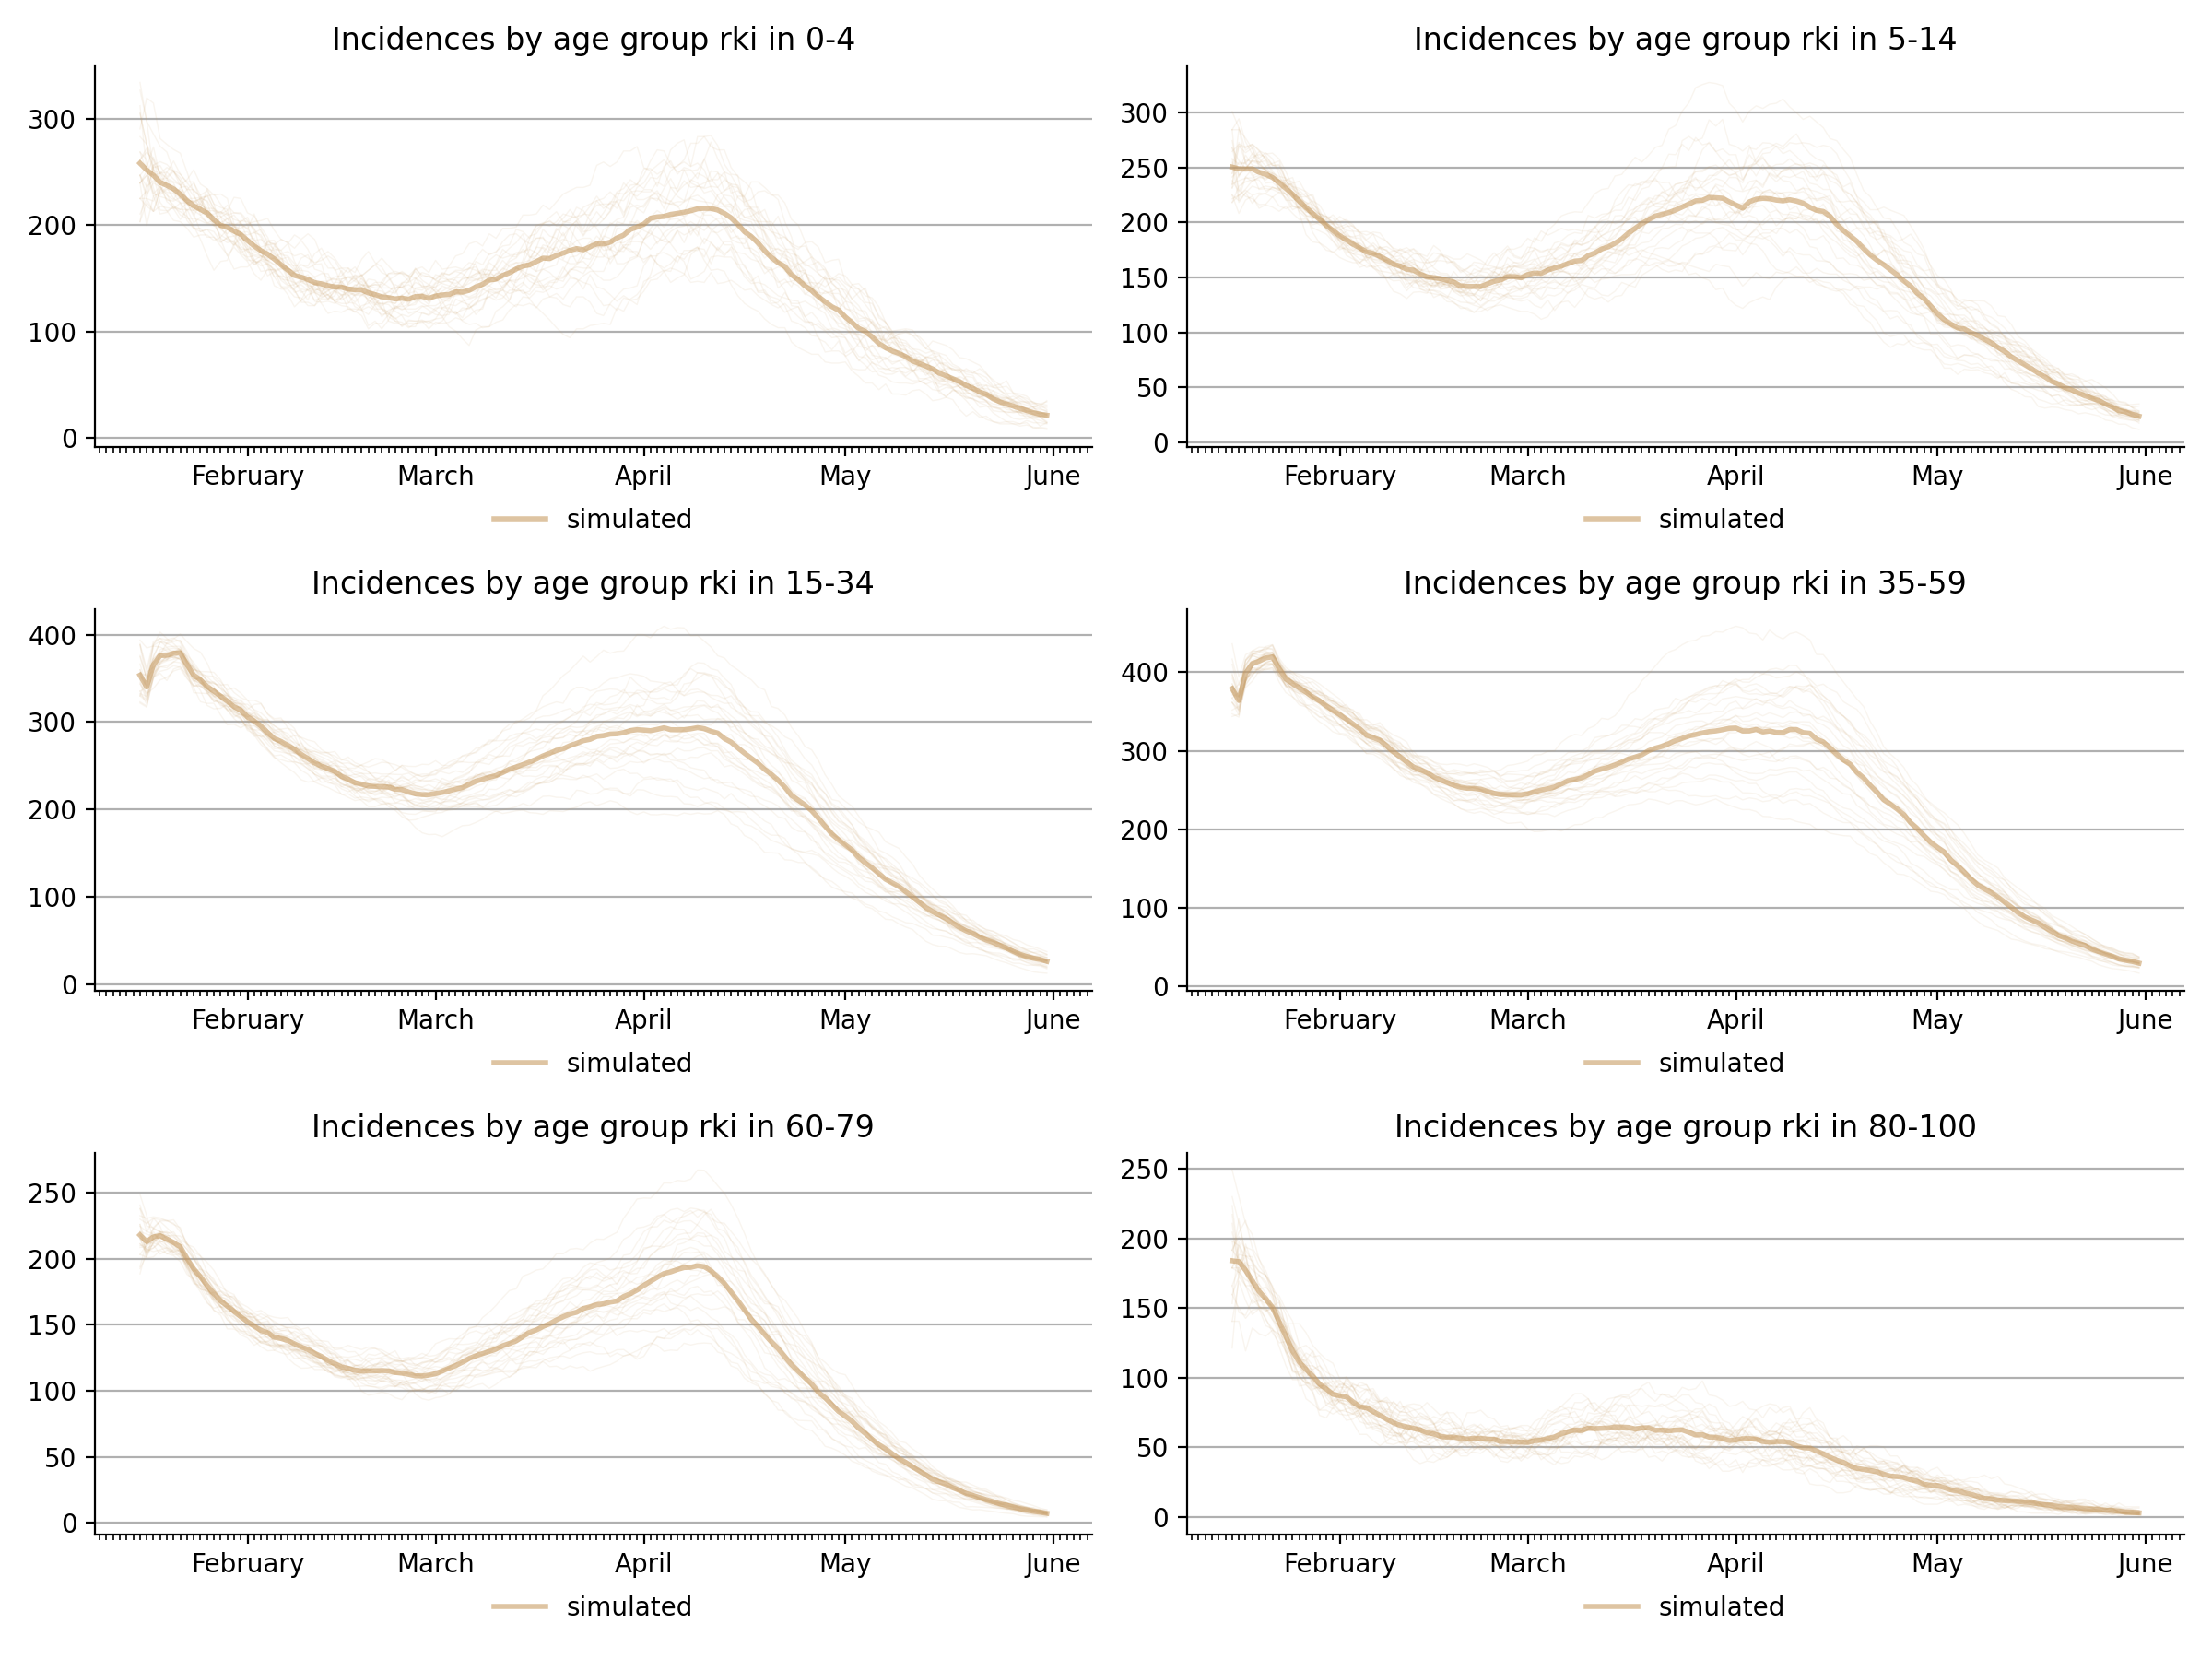 Incidences by age group rki in 0-4
300
200
100
0
February March April May June
simulated
Incidences by age group rki in 5-14
300
250
200
150
100
50
0
February March April May June
simulated
Incidences by age group rki in 15-34
400
300
200
100
0
February March April May June
simulated
Incidences by age group rki in 35-59
400
300
200
100
0
February March April May June
simulated
Incidences by age group rki in 60-79
250
200
150
100
50
0
February March April May June
simulated
Incidences by age group rki in 80-100
250
200
150
100
50
0
February March April May June
simulated